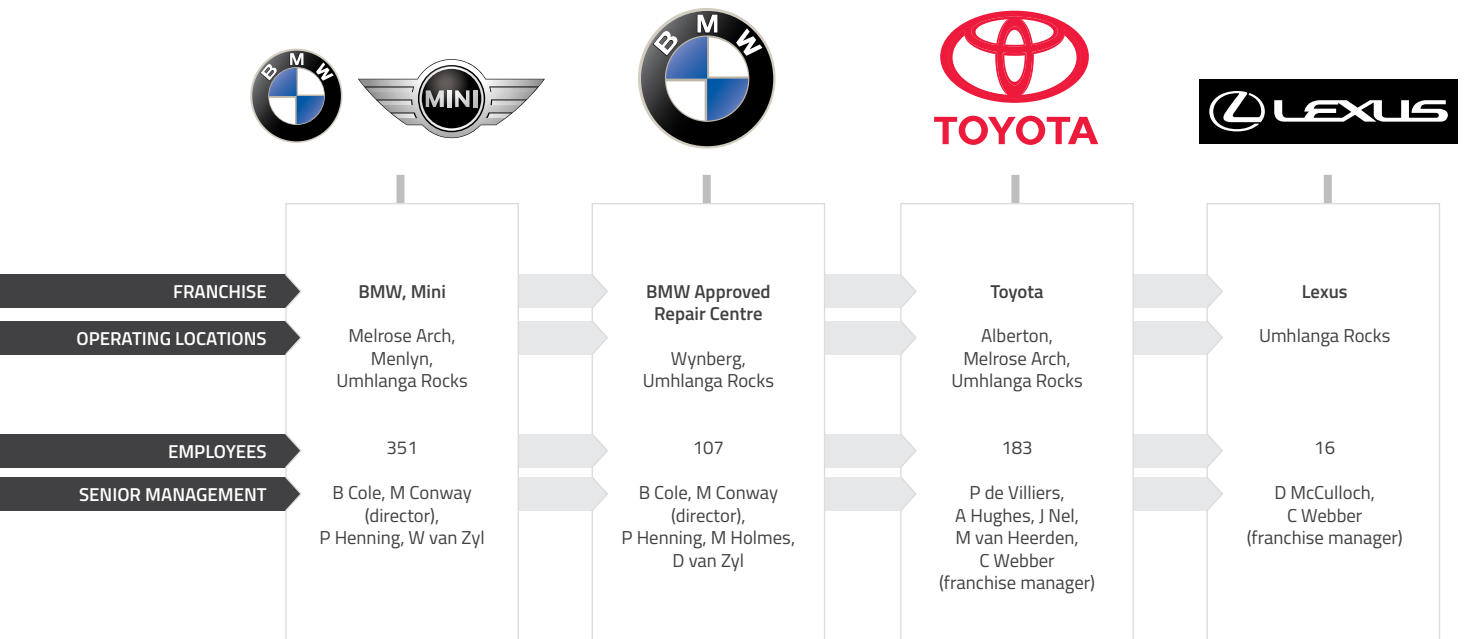 BMW
MINI
BMW
TOYOTA
LEXUS
FRANCHISE
BMW, Mini
BMW Approved
Repair Centre
Toyota
Lexus
OPERATING LOCATIONS
Melrose Arch,
Menlyn,
Umhlanga Rocks
Wynberg,
Umhlanga Rocks
Alberton,
Melrose Arch,
Umhlanga Rocks
Umhlanga Rocks
EMPLOYEES
351
107
183
16
SENIOR MANAGEMENT
B Cole, M Conway
(director),
P Henning, W van Zyl
B Cole, M Conway
(director),
P Henning, M Holmes,
D van Zyl
P de Villiers,
A Hughes, J Nel,
M van Heerden,
C Webber
(franchise manager)
D McCulloch,
C Webber
(franchise manager)